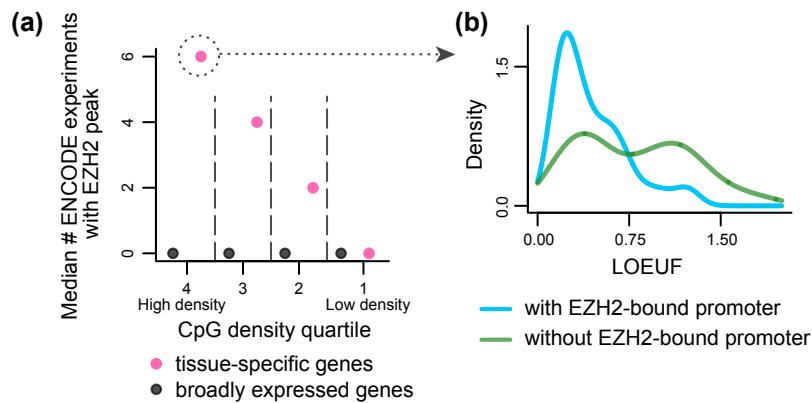 (a)
Median # ENCODE experiments
with EZH2 peak
6
4
2
0
4
3
2
1
High density
Low density
CpG density quartile
tissue-specific genes
broadly expressed genes
(b)
Density
1.5
0.0
0.00
0.75
1.50
LOEUF
with EZH2-bound promoter
without EZH2-bound promoter